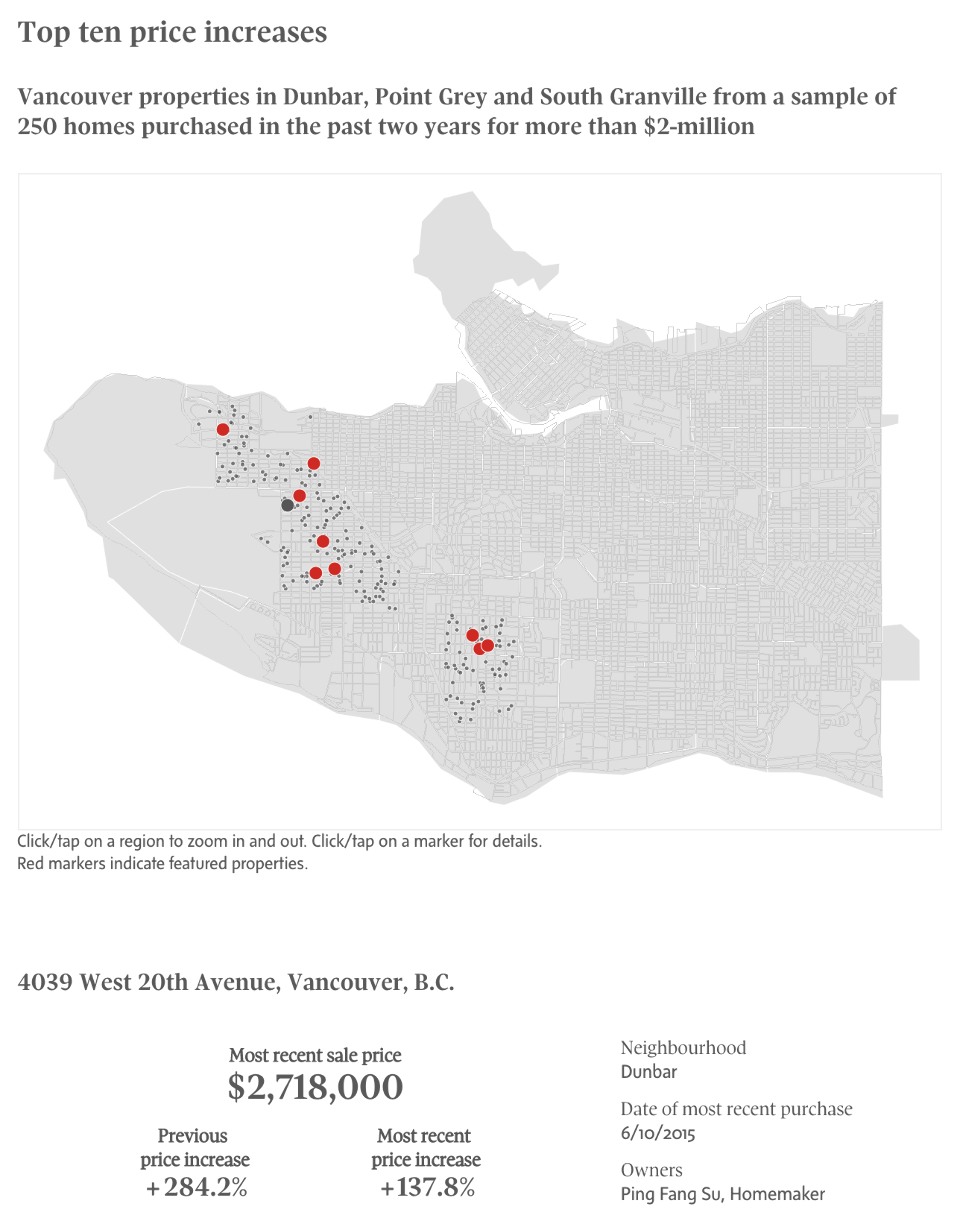 Top ten price increases
Vancouver properties in Dunbar, Point Grey and South Granville from a sample of
250 homes purchased in the past two years for more than $2-million
Click/tap on a region to zoom in and out. Click/tap on a marker for details.
Red markers indicate featured properties.
4039 West 20th Avenue, Vancouver, B.C.
Most recent sale price
$2,718,000
Previous
price increase
+284.2%
Most recent
price increase
+137.8%
Neighbourhood
Dunbar
Date of most recent purchase
6/10/2015
Owners
Ping Fang Su, Homemaker